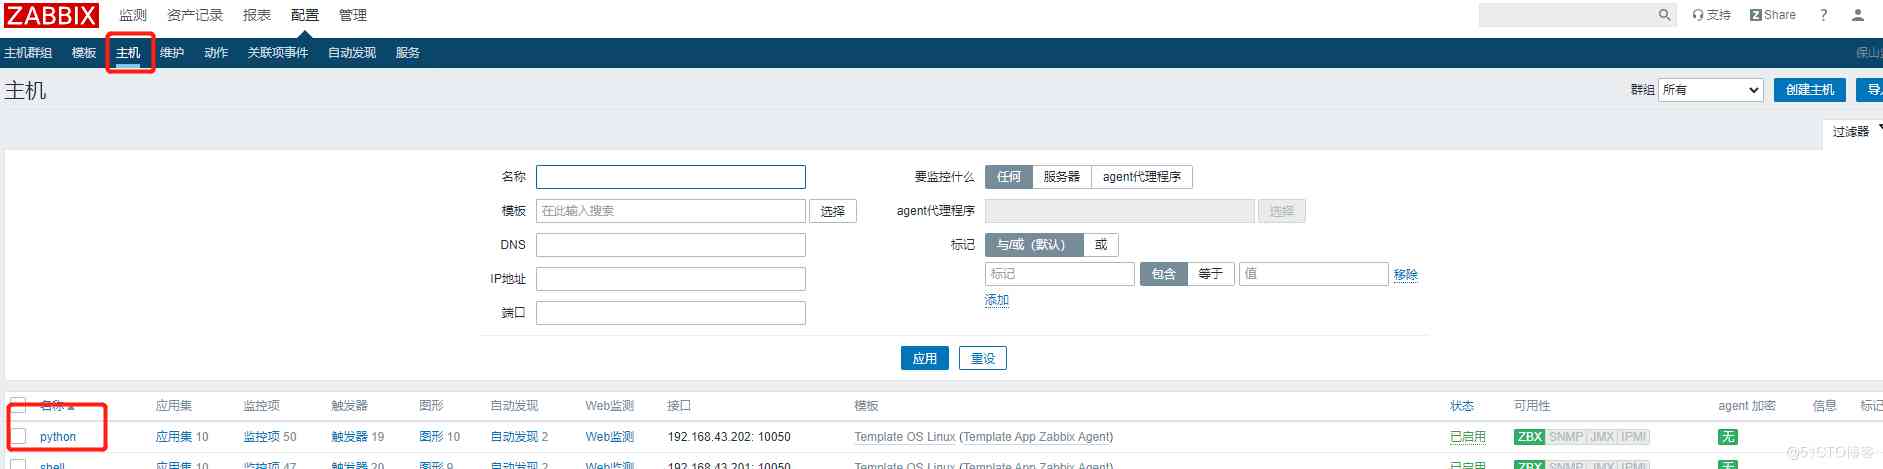 ZABBIX 监测 资产记录 报表 配置 管理 支持 Share ?
主机群组 模板 主机 维护 动作 关联项事件 自动发现 服务 保山
主机 群组 所有 创建主机
过滤器
名称 要监控什么 任何 服务器 agent代理程序
模板 在此输入搜索 选择 agent代理程序 选择
DNS 标记 与/或（默认） 或
IP地址 标记 包含 等于 值 移除
添加
端口
应用 重设
名称 应用集 监控项 触发器 图形 自动发现 Web监测 接口 模板 状态 可用性 agent 加密 信息 标记
python 应用集 10 监控项 50 触发器 19 图形 10 自动发现 2 Web监测 192.168.43.202: 10050 Template OS Linux (Template App Zabbix Agent) 已启用 ZBX SNMP JMX IPMI 无
shell 应用集 10 监控项 47 触发器 20 图形 9 自动发现 2 Web监测 192.168.43.201: 10050 Template OS Linux (Template App Zabbix Agent) 已启用 ZBX SNMP JMX IPMI 无
@51CTO博客